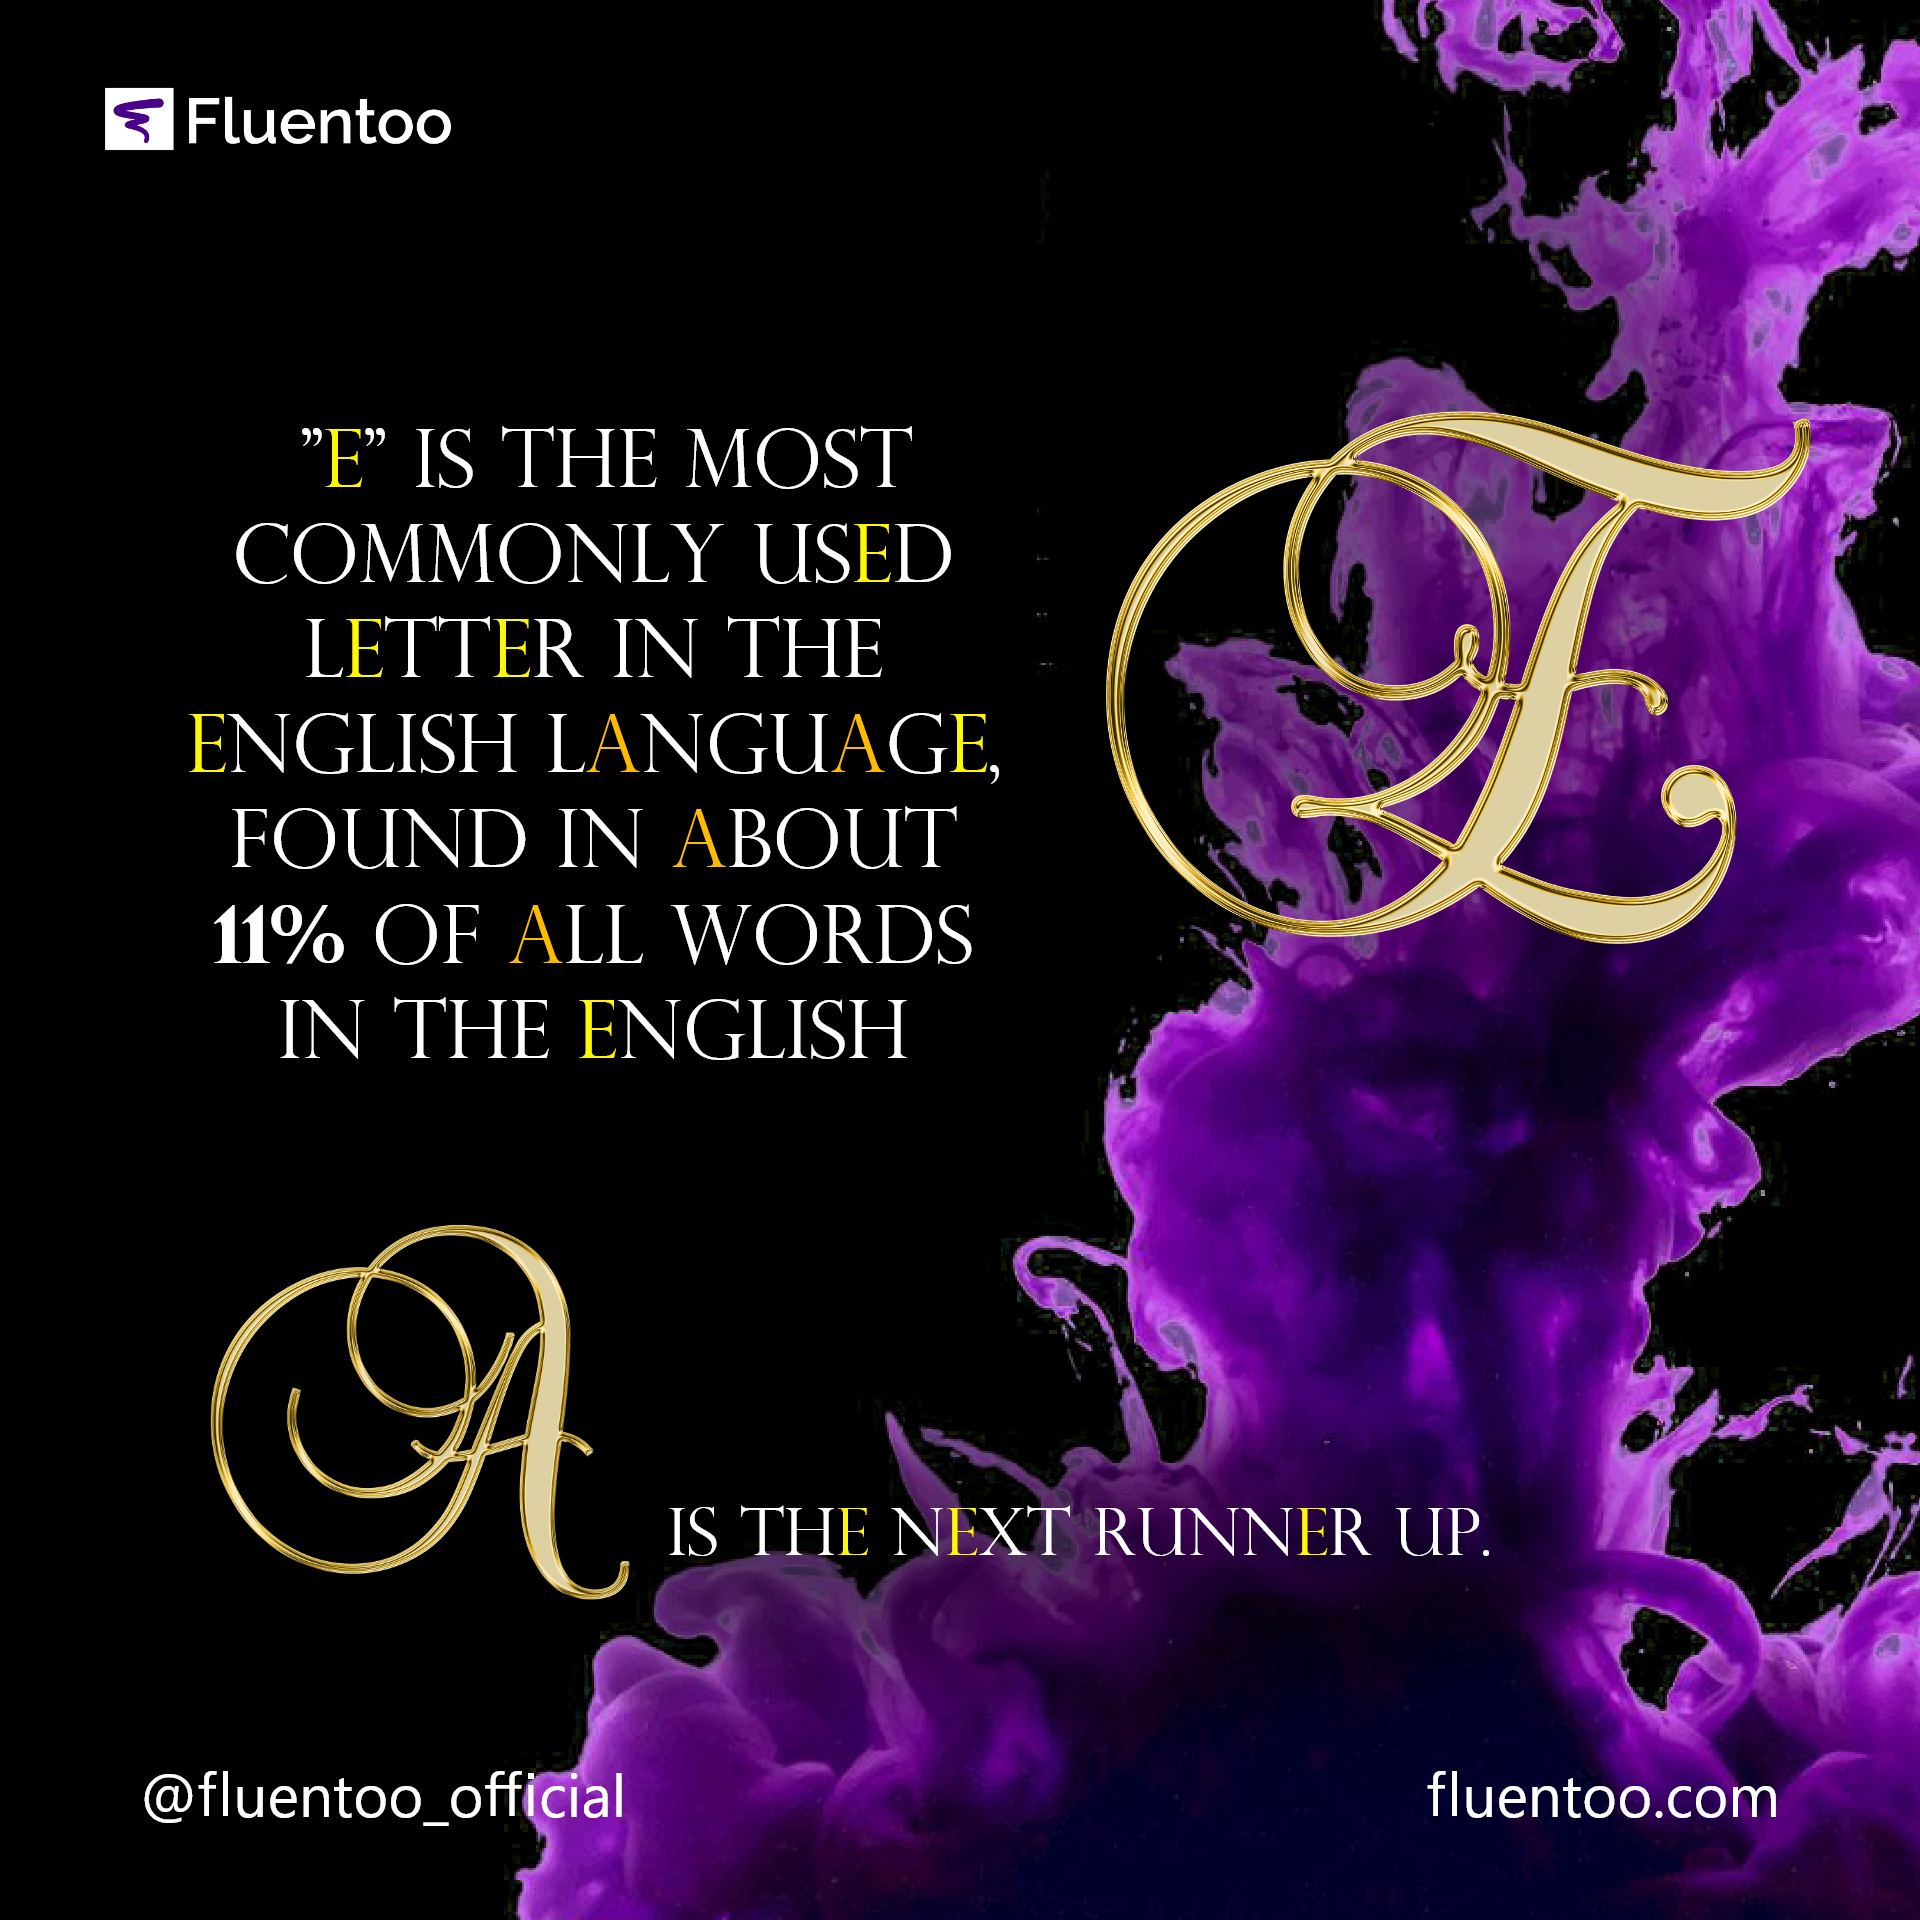 Fluentoo
”E” IS THE MOST
COMMONLY USED
LETTER IN THE
ENGLISH LANGUAGE,
FOUND IN ABOUT
11% OF ALL WORDS
IN THE ENGLISH
E
A
IS THE NEXT RUNNER UP.
@fluentoo_official
fluentoo.com